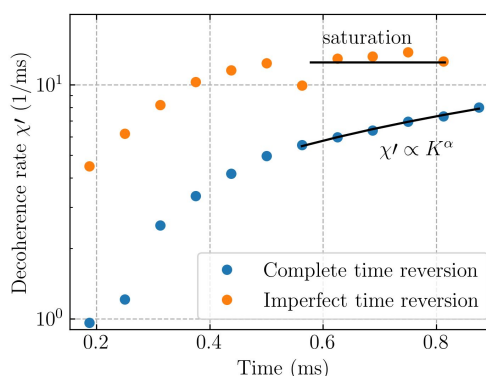 saturation
10¹
Decoherence rate χ′ (1/ms)
χ′ ∝ K^α
Complete time reversion
Imperfect time reversion
10⁰
0.2 0.4 0.6 0.8
Time (ms)